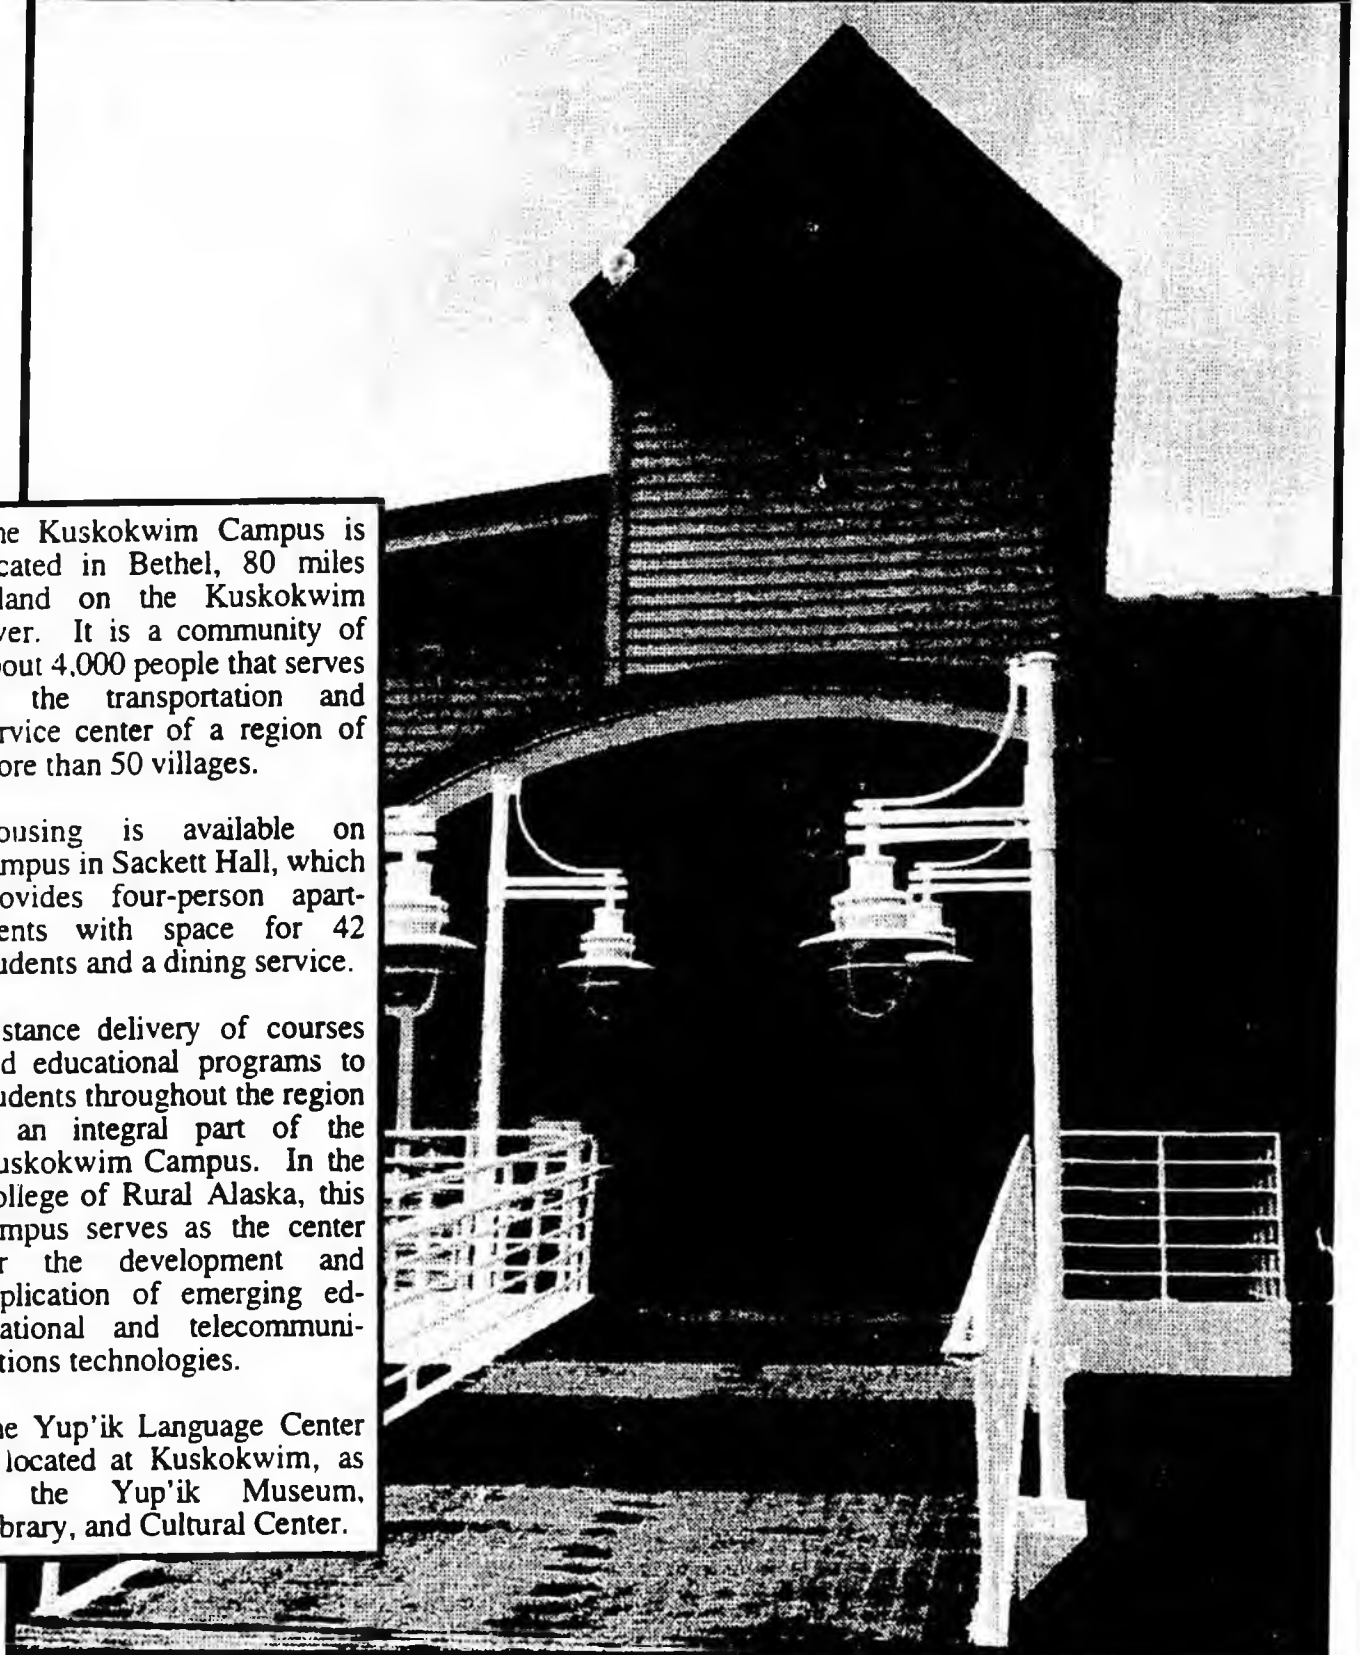 he Kuskokwim Campus is
cated in Bethel, 80 miles
land on the Kuskokwim
ver. It is a community of
out 4,000 people that serves
the transportation and
rvice center of a region of
ore than 50 villages.
ousing is available on
mpus in Sackett Hall, which
ovides four-person apart-
ents with space for 42
udents and a dining service.
stance delivery of courses
d educational programs to
udents throughout the region
an integral part of the
uskokwim Campus. In the
ollege of Rural Alaska, this
mpus serves as the center
r the development and
plication of emerging ed-
ational and telecommuni-
tions technologies.
he Yup'ik Language Center
located at Kuskokwim, as
the Yup'ik Museum,
brary, and Cultural Center.